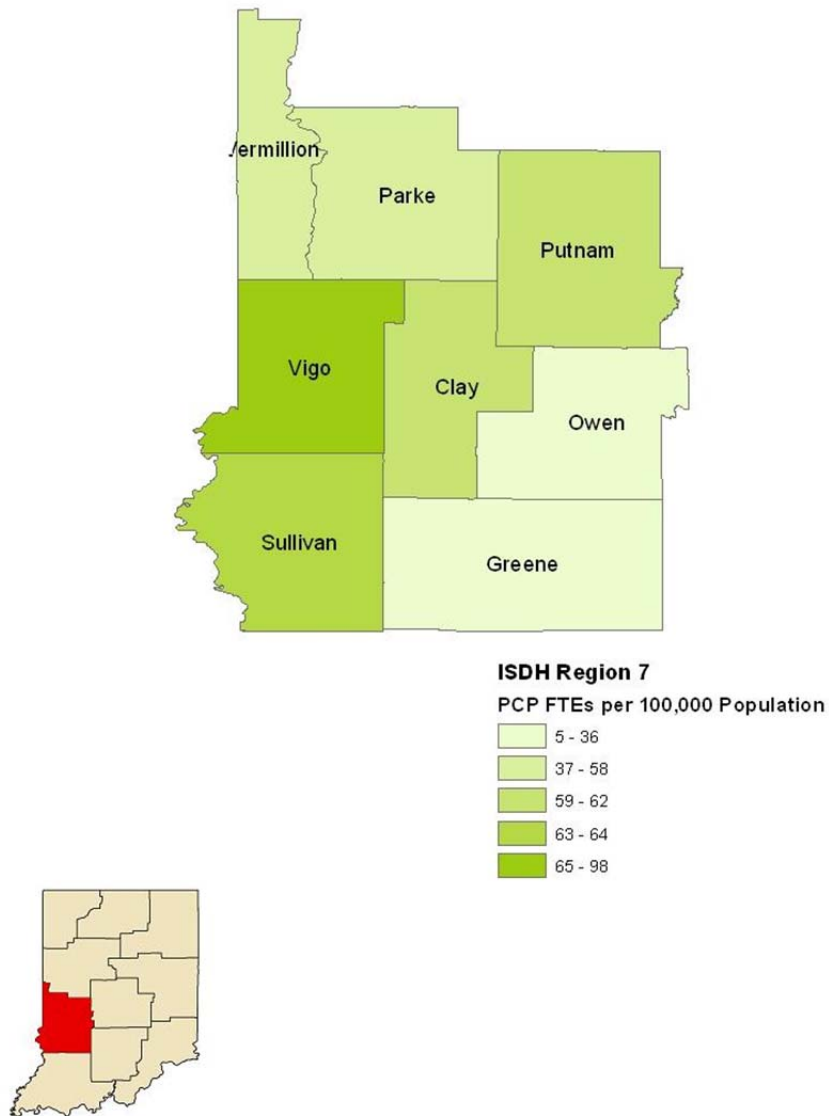 /ermillion
Parke
Putnam
Vigo
Clay
Owen
Sullivan
Greene
ISDH Region 7
PCP FTEs per 100,000 Population
5 - 36
37 - 58
59 - 62
63 - 64
65 - 98